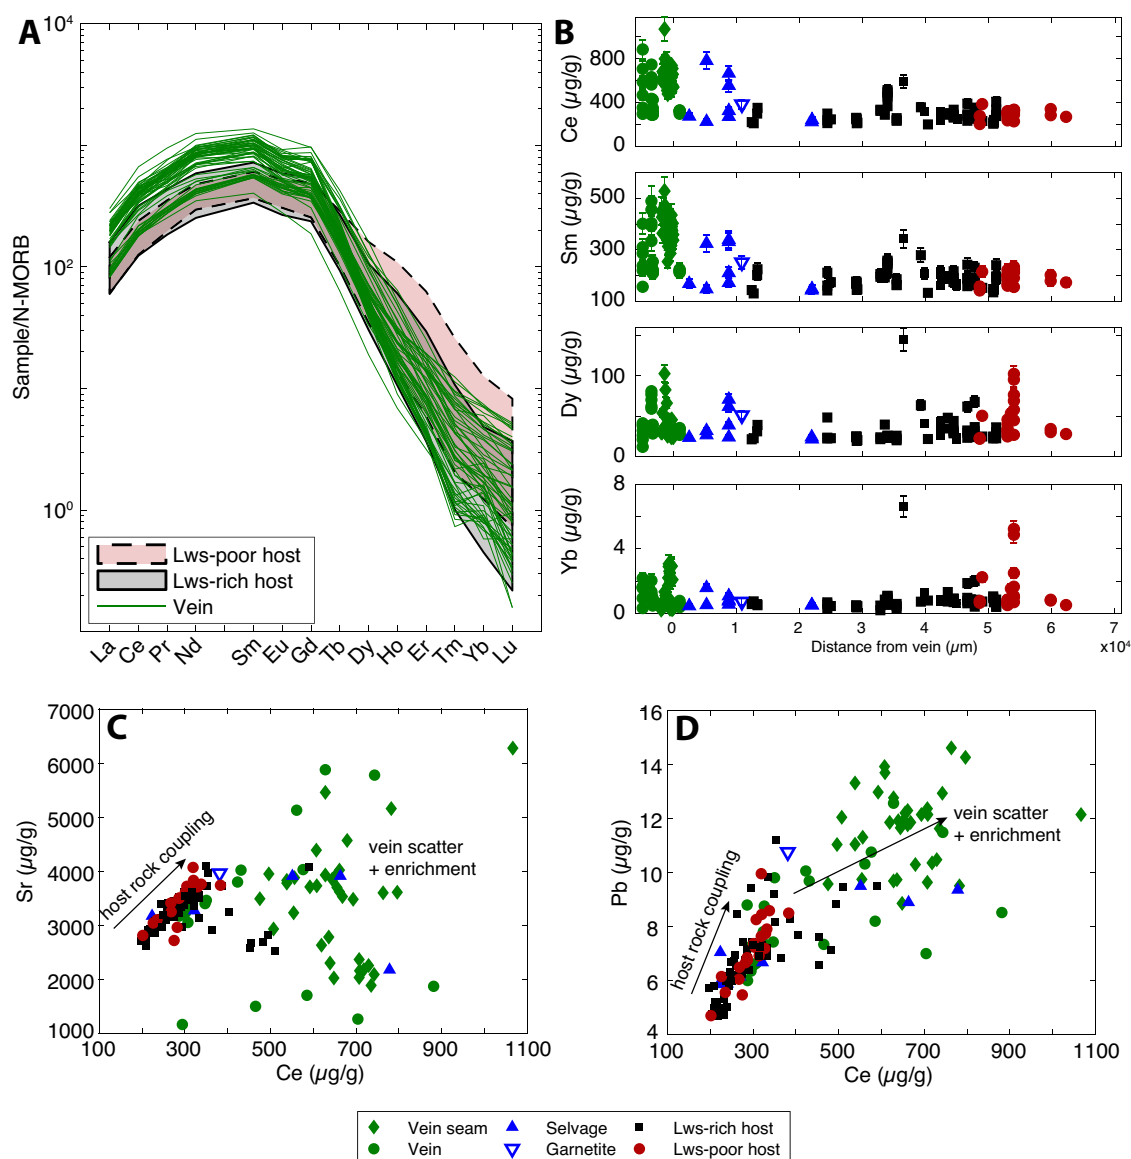 A
10⁴
10²
10⁰
Sample/N-MORB
Lws-poor host
Lws-rich host
Vein
La
Ce
Pr
Nd
Sm
Eu
Gd
Tb
Dy
Ho
Er
Tm
Yb
Lu
B
Ce (µg/g)
800
400
0
Sm (µg/g)
500
300
100
Dy (µg/g)
100
0
Yb (µg/g)
8
4
0
0 1 2 3 4 5 6 7
Distance from vein (µm)
x10⁴
C
Sr (µg/g)
7000
6000
5000
4000
3000
2000
1000
host rock coupling
vein scatter
+ enrichment
100 300 500 700 900 1100
Ce (µg/g)
D
Pb (µg/g)
16
14
12
10
8
6
4
host rock coupling
vein scatter
+ enrichment
100 300 500 700 900 1100
Ce (µg/g)
Vein seam Selvage Lws-rich host
Vein Garnetite Lws-poor host